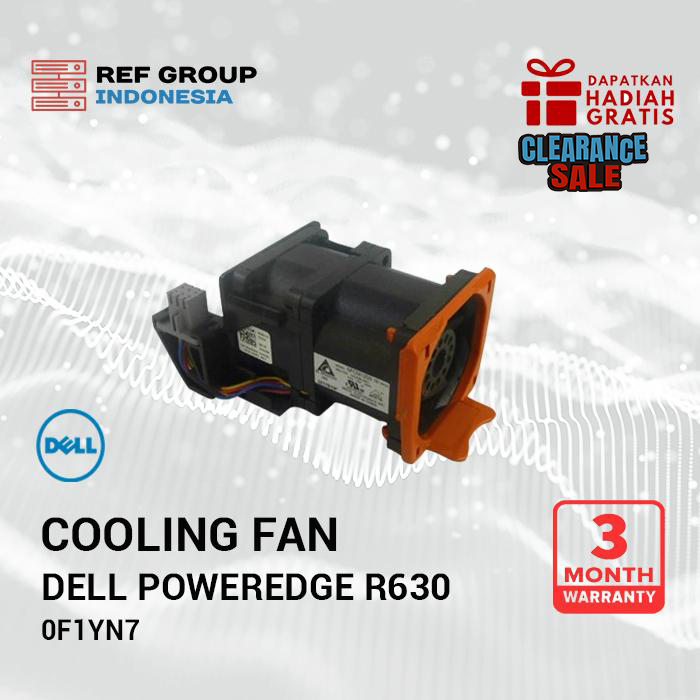 REF GROUP
INDONESIA
DAPATKAN
HADIAH
GRATIS
CLEARANCE
SALE
DELL
COOLING FAN
DELL POWEREDGE R630
0F1YN7
3
MONTH
WARRANTY